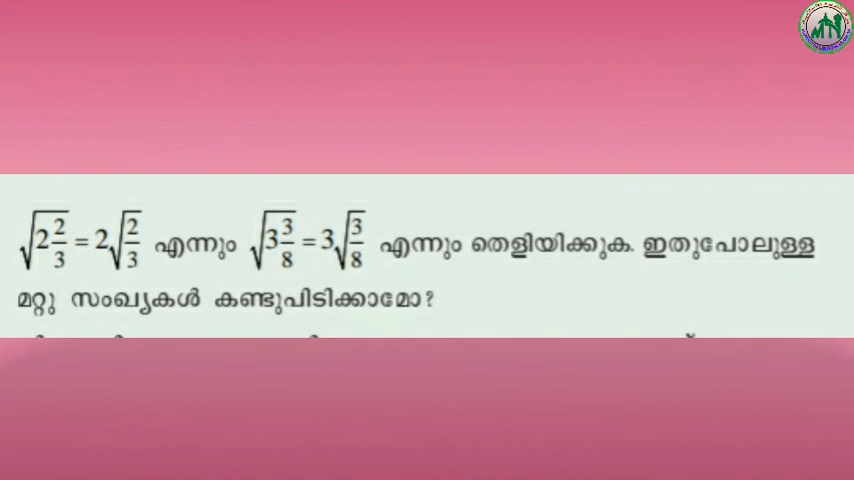 √2 2/3 = 2√2/3 എന്നും √3 3/8 = 3√3/8 എന്നും തെളിയിക്കുക. ഇതുപോലുള്ള
മറ്റു സംഖ്യകൾ കണ്ടുപിടിക്കാമോ?